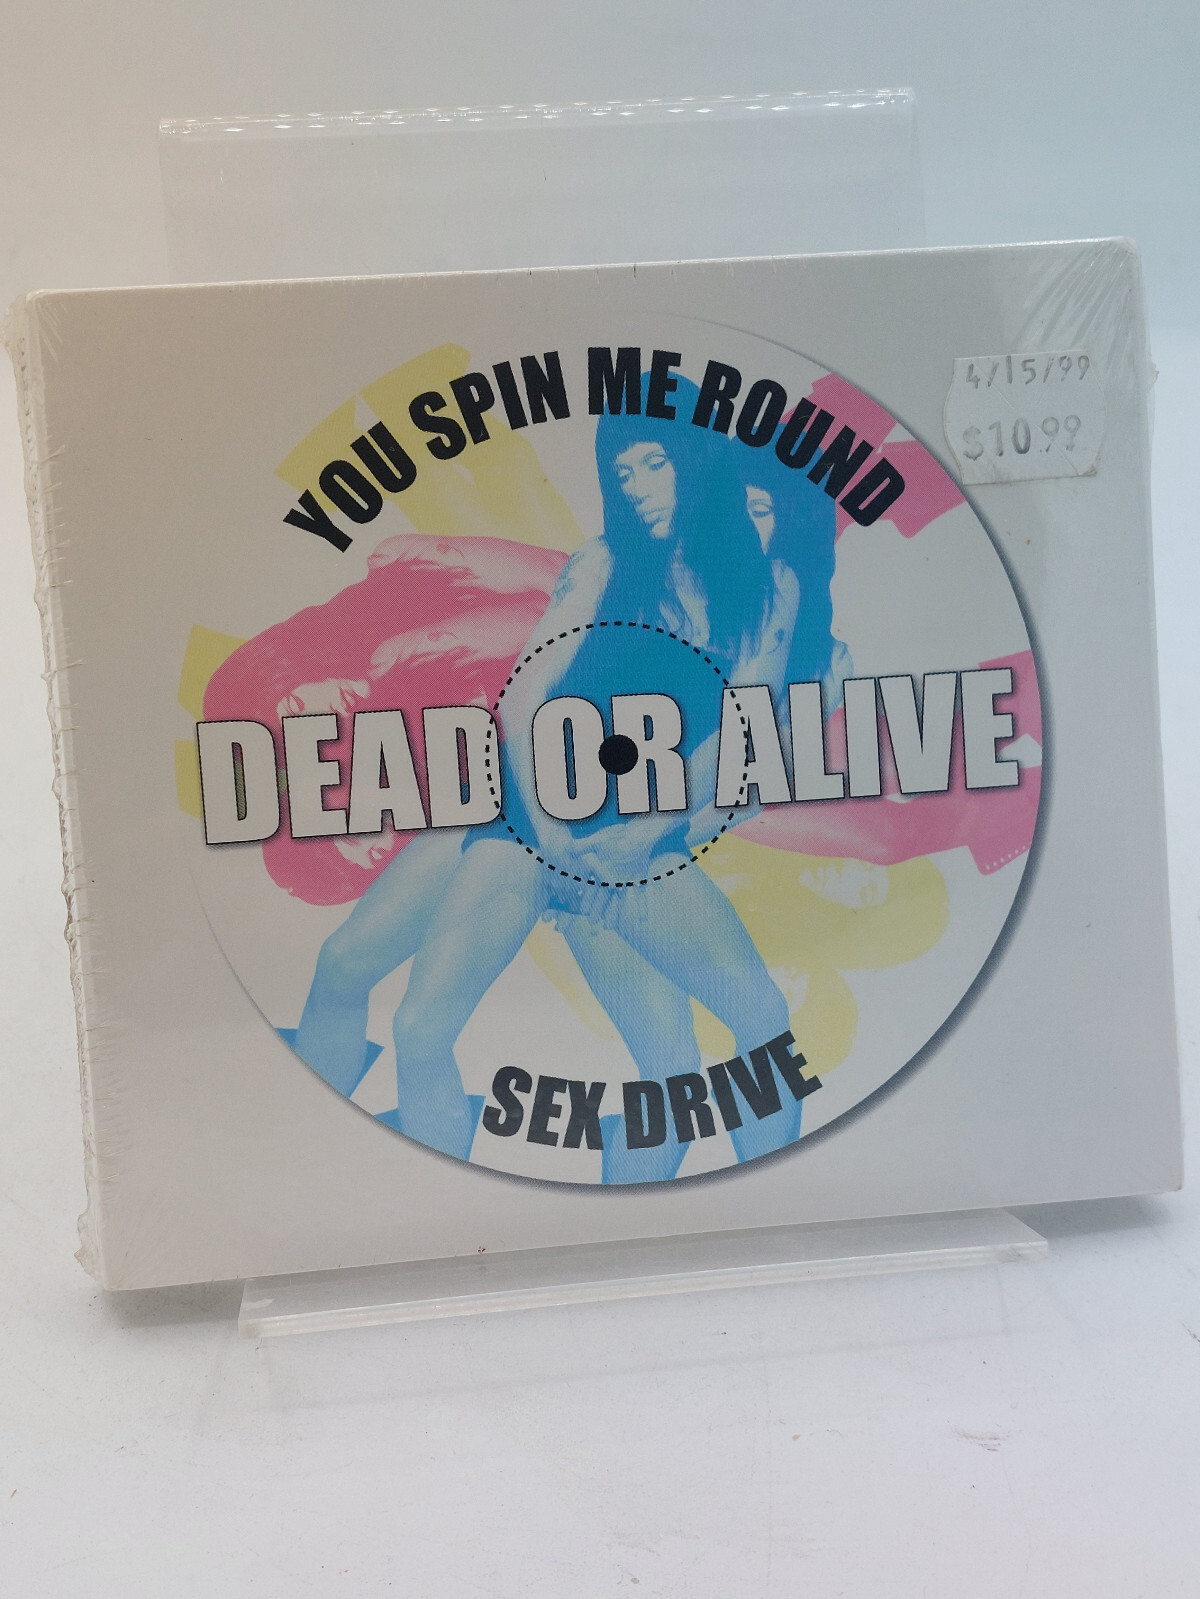 4/15/99
$10.99
YOU SPIN ME ROUND
DEAD OR ALIVE
SEX DRIVE